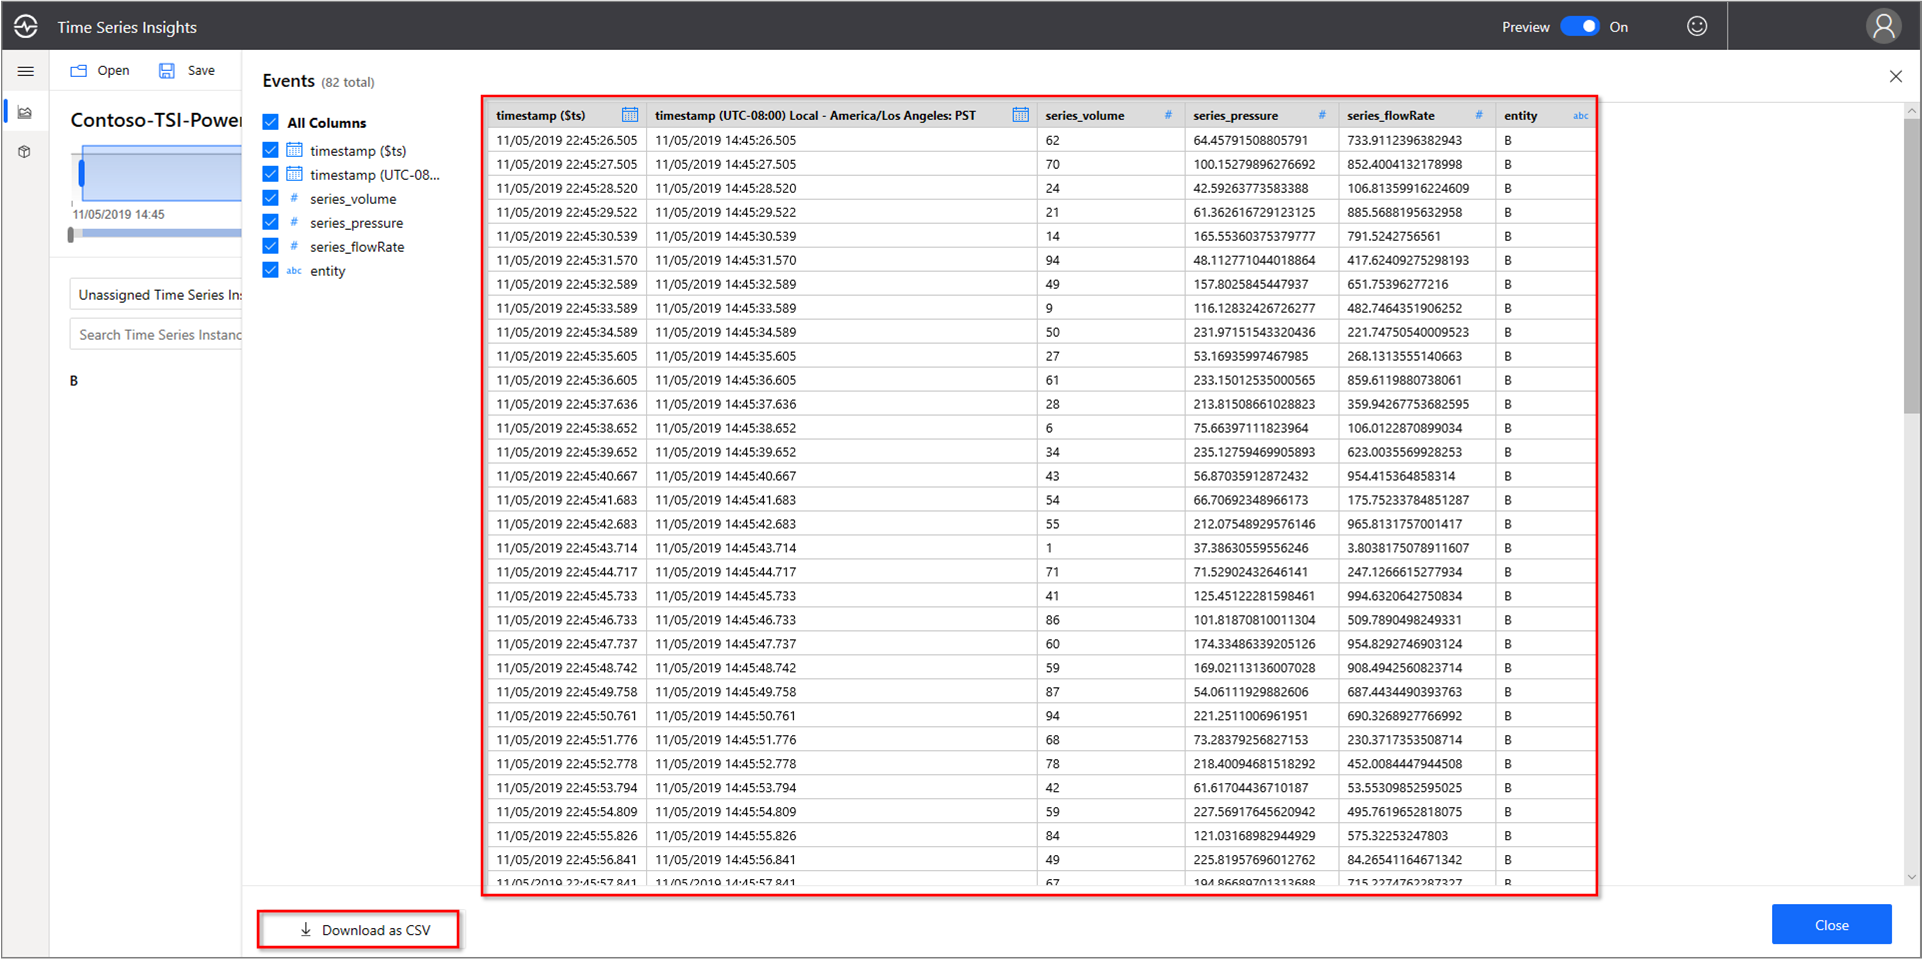 Time Series Insights
Preview On
Open Save
Contoso-TSI-Power
11/05/2019 14:45
Unassigned Time Series Ins
Search Time Series Instanc
B
Events (82 total)
All Columns
timestamp ($ts)
timestamp (UTC-08...
# series_volume
# series_pressure
# series_flowRate
abc entity
timestamp ($ts) timestamp (UTC-08:00) Local - America/Los Angeles: PST series_volume # series_pressure # series_flowRate # entity abc
11/05/2019 22:45:26.505 11/05/2019 14:45:26.505 62 64.45791508805791 733.9112396382943 B
11/05/2019 22:45:27.505 11/05/2019 14:45:27.505 70 100.15279896276692 852.4004132178998 B
11/05/2019 22:45:28.520 11/05/2019 14:45:28.520 24 42.59263773583388 106.81359916224609 B
11/05/2019 22:45:29.522 11/05/2019 14:45:29.522 21 61.362616729123125 885.5688195632958 B
11/05/2019 22:45:30.539 11/05/2019 14:45:30.539 14 165.55360375379777 791.5242756561 B
11/05/2019 22:45:31.570 11/05/2019 14:45:31.570 94 48.112771044018864 417.62409275298193 B
11/05/2019 22:45:32.589 11/05/2019 14:45:32.589 49 157.8025845447937 651.75396277216 B
11/05/2019 22:45:33.589 11/05/2019 14:45:33.589 9 116.12832426726277 482.7464351906252 B
11/05/2019 22:45:34.589 11/05/2019 14:45:34.589 50 231.97151543320436 221.74750540009523 B
11/05/2019 22:45:35.605 11/05/2019 14:45:35.605 27 53.16935997467985 268.1313555140663 B
11/05/2019 22:45:36.605 11/05/2019 14:45:36.605 61 233.15012535000565 859.6119880738061 B
11/05/2019 22:45:37.636 11/05/2019 14:45:37.636 28 213.81508661028823 359.94267753682595 B
11/05/2019 22:45:38.652 11/05/2019 14:45:38.652 6 75.66397111823964 106.0122870899034 B
11/05/2019 22:45:39.652 11/05/2019 14:45:39.652 34 235.12759469905893 623.0035569928253 B
11/05/2019 22:45:40.667 11/05/2019 14:45:40.667 43 56.87035912872432 954.415364858314 B
11/05/2019 22:45:41.683 11/05/2019 14:45:41.683 54 66.70692348966173 175.75233784851287 B
11/05/2019 22:45:42.683 11/05/2019 14:45:42.683 55 212.07548929576146 965.8131757001417 B
11/05/2019 22:45:43.714 11/05/2019 14:45:43.714 1 37.38630559556246 3.8038175078911607 B
11/05/2019 22:45:44.717 11/05/2019 14:45:44.717 71 71.52902432646141 247.1266615277934 B
11/05/2019 22:45:45.733 11/05/2019 14:45:45.733 41 125.45122281598461 994.6320642750834 B
11/05/2019 22:45:46.733 11/05/2019 14:45:46.733 86 101.81870810011304 509.7890498249331 B
11/05/2019 22:45:47.737 11/05/2019 14:45:47.737 60 174.33486339205126 954.8292746903124 B
11/05/2019 22:45:48.742 11/05/2019 14:45:48.742 59 169.02113136007028 908.4942560823714 B
11/05/2019 22:45:49.758 11/05/2019 14:45:49.758 87 54.06111929882606 687.4434490393763 B
11/05/2019 22:45:50.761 11/05/2019 14:45:50.761 94 221.2511006961951 690.3268927766992 B
11/05/2019 22:45:51.776 11/05/2019 14:45:51.776 68 73.28379256827153 230.3717353508714 B
11/05/2019 22:45:52.778 11/05/2019 14:45:52.778 78 218.40094681518292 452.0084447944508 B
11/05/2019 22:45:53.794 11/05/2019 14:45:53.794 42 61.61704436710187 53.55309852595025 B
11/05/2019 22:45:54.809 11/05/2019 14:45:54.809 59 227.56917645620942 495.7619652818075 B
11/05/2019 22:45:55.826 11/05/2019 14:45:55.826 84 121.03168982944929 575.32253247803 B
11/05/2019 22:45:56.841 11/05/2019 14:45:56.841 49 225.81957696012762 84.26541164671342 B
11/05/2019 22:45:57.841 11/05/2019 14:45:57.841 67 194.86689701313688 715.2274762287327 B
Download as CSV
Close